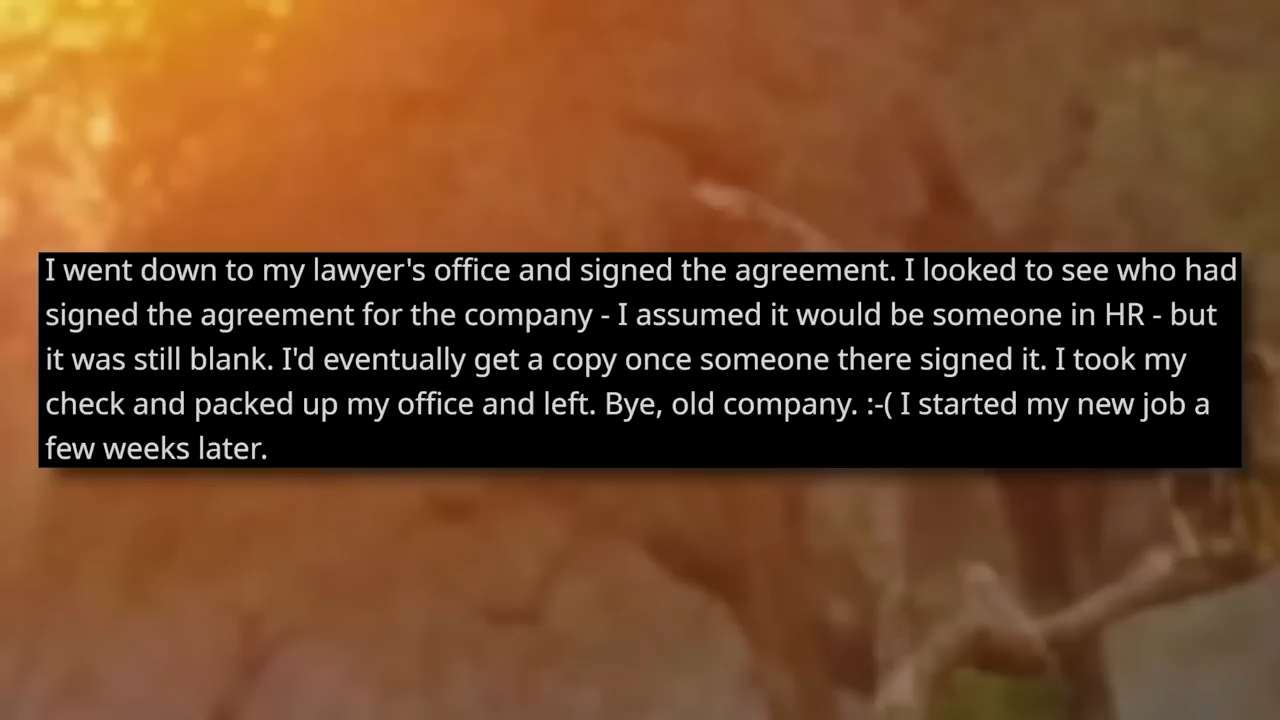 I went down to my lawyer's office and signed the agreement. I looked to see who had
signed the agreement for the company - I assumed it would be someone in HR - but
it was still blank. I'd eventually get a copy once someone there signed it. I took my
check and packed up my office and left. Bye, old company. :-( I started my new job a
few weeks later.